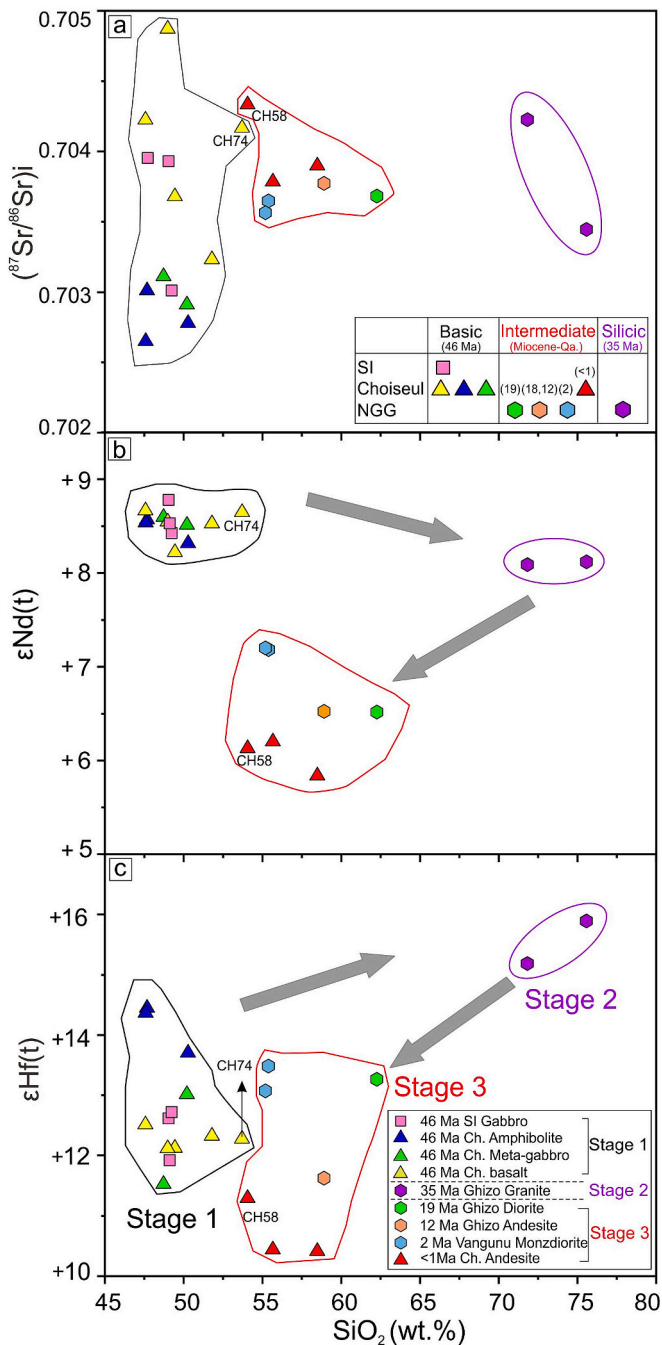 a
0.705
0.704
0.703
0.702
(⁸⁷Sr/⁸⁶Sr)i
CH58
CH74
Basic Intermediate Silicic
(46 Ma) (Miocene-Qa.) (35 Ma)
SI
(<1)
Choiseul (19)(18,12)(2)
NGG
b
+9
+8
+7
+6
+5
εNd(t)
CH74
CH58
c
+16
+14
+12
+10
εHf(t)
Stage 2
CH74
Stage 3
CH58
Stage 1
46 Ma SI Gabbro
46 Ma Ch. Amphibolite
Stage 1
46 Ma Ch. Meta-gabbro
46 Ma Ch. basalt
35 Ma Ghizo Granite Stage 2
19 Ma Ghizo Diorite
12 Ma Ghizo Andesite
Stage 3
2 Ma Vangunu Monzdiorite
<1Ma Ch. Andesite
45 50 55 60 65 70 75 80
SiO₂ (wt.%)